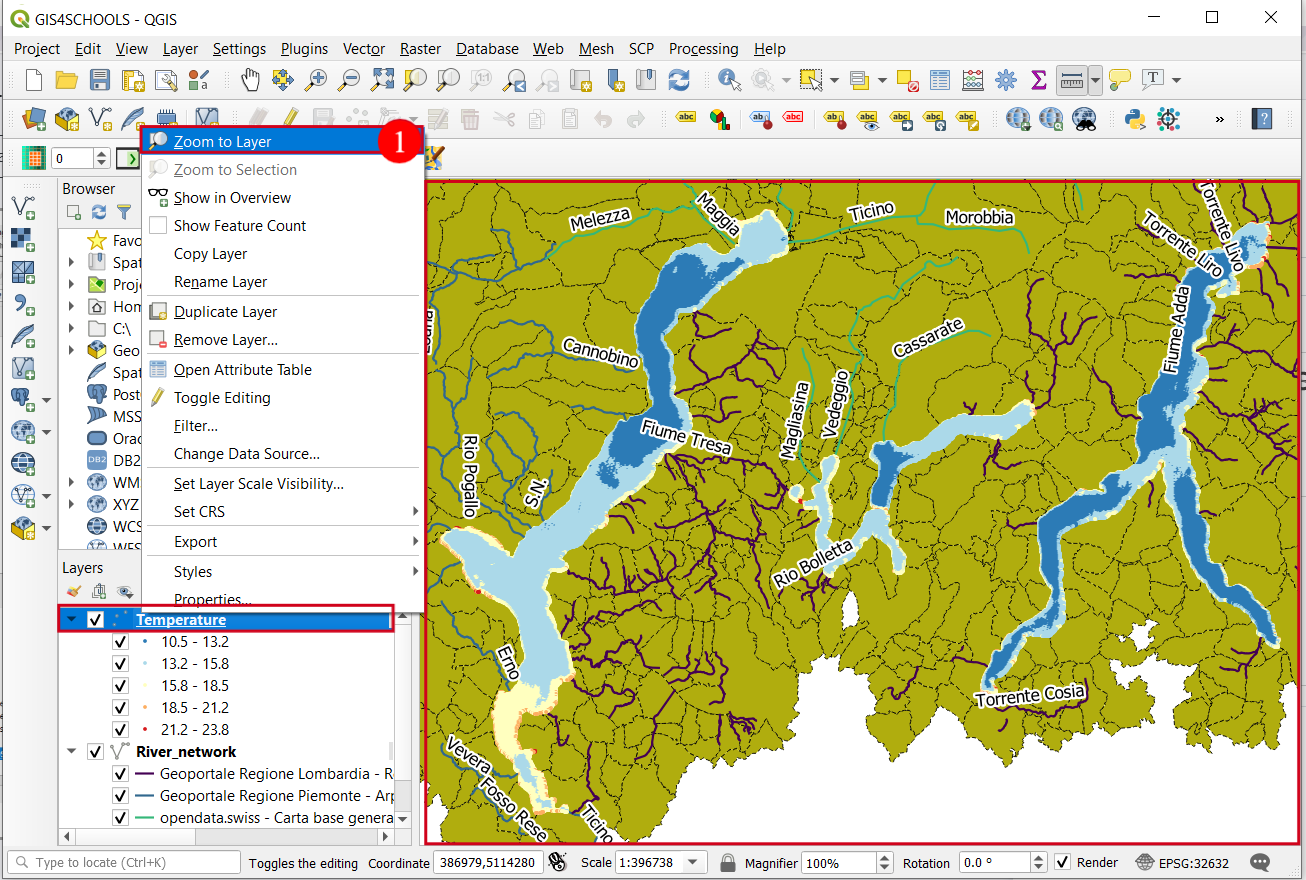 GIS4SCHOOLS - QGIS
Project Edit View Layer Settings Plugins Vector Raster Database Web Mesh SCP Processing Help
0
Browser
Favo
Spat
Proj
Hom
C:\
Geo
Spat
Post
MSS
Orac
DB2
WM
XYZ
WCS
WFS
Zoom to Layer
1
Zoom to Selection
Show in Overview
Show Feature Count
Copy Layer
Rename Layer
Duplicate Layer
Remove Layer...
Open Attribute Table
Toggle Editing
Filter...
Change Data Source...
Set Layer Scale Visibility...
Set CRS
Export
Styles
Properties...
Layers
Temperature
10.5 - 13.2
13.2 - 15.8
15.8 - 18.5
18.5 - 21.2
21.2 - 23.8
River_network
Geoportale Regione Lombardia - R
Geoportale Regione Piemonte - Arp
opendata.swiss - Carta base genera
Melezza
Maggia
Ticino
Morobbia
Torrente Livo
Torrente Liro
Fiume Adda
Cannobino
Cassarate
Magliasina
Vedeggio
Fiume Tresa
Rio Pogallo
S.N.
Rio Bolletta
Erno
Torrente Cosia
Vevera
Fosso Rese
Ticino
Type to locate (Ctrl+K)
Toggles the editing
Coordinate 386979,5114280
Scale 1:396738
Magnifier 100%
Rotation 0.0 °
Render
EPSG:32632